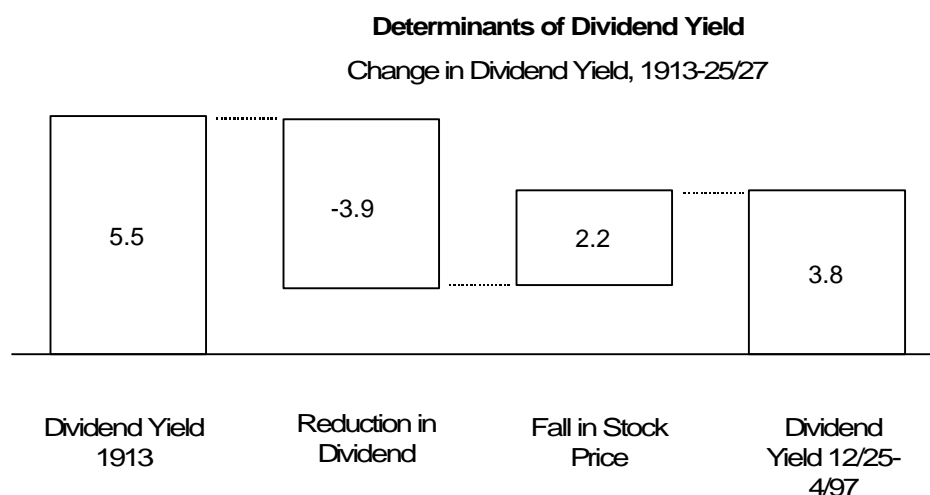 Determinants of Dividend Yield
Change in Dividend Yield, 1913-25/27
5.5
-3.9
2.2
3.8
Dividend Yield
1913
Reduction in
Dividend
Fall in Stock
Price
Dividend
Yield 12/25-
4/97